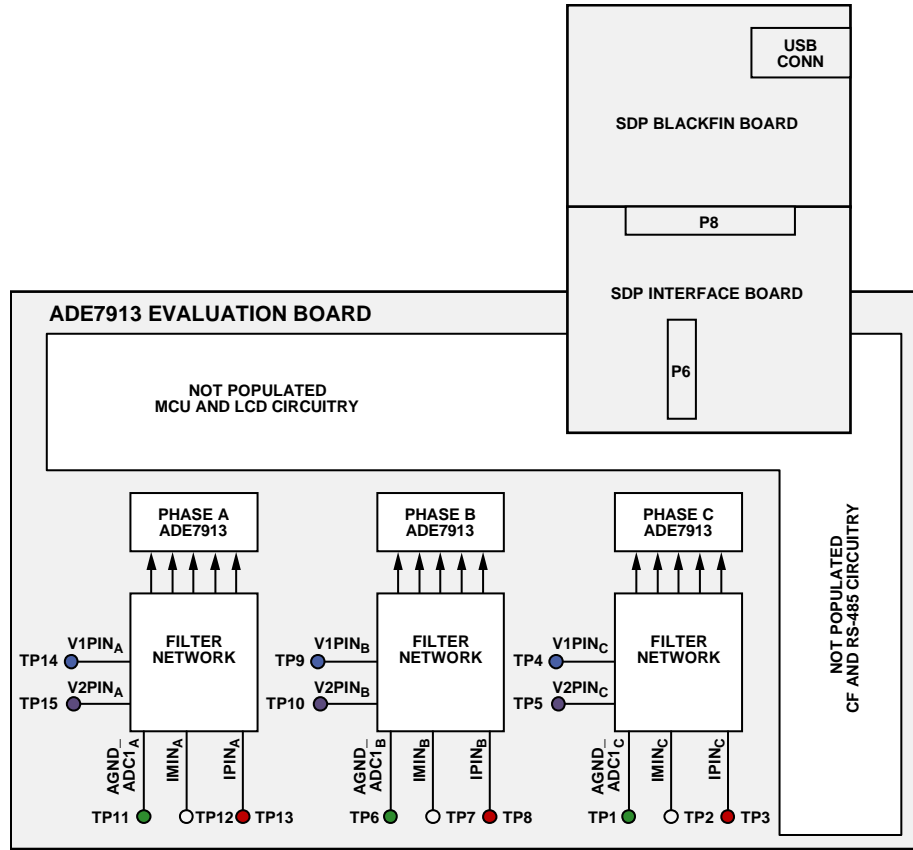 USB
CONN
SDP BLACKFIN BOARD
P8
SDP INTERFACE BOARD
P6
ADE7913 EVALUATION BOARD
NOT POPULATED
MCU AND LCD CIRCUITRY
NOT POPULATED
CF AND RS-485 CIRCUITRY
PHASE A
ADE7913
FILTER
NETWORK
V1PINA
TP14
V2PINA
TP15
AGND_
ADC1A
IMINA
IPINA
TP11
TP12
TP13
PHASE B
ADE7913
FILTER
NETWORK
V1PINB
TP9
V2PINB
TP10
AGND_
ADC1B
IMINB
IPINB
TP6
TP7
TP8
PHASE C
ADE7913
FILTER
NETWORK
V1PINC
TP4
V2PINC
TP5
AGND_
ADC1C
IMINC
IPINC
TP1
TP2
TP3